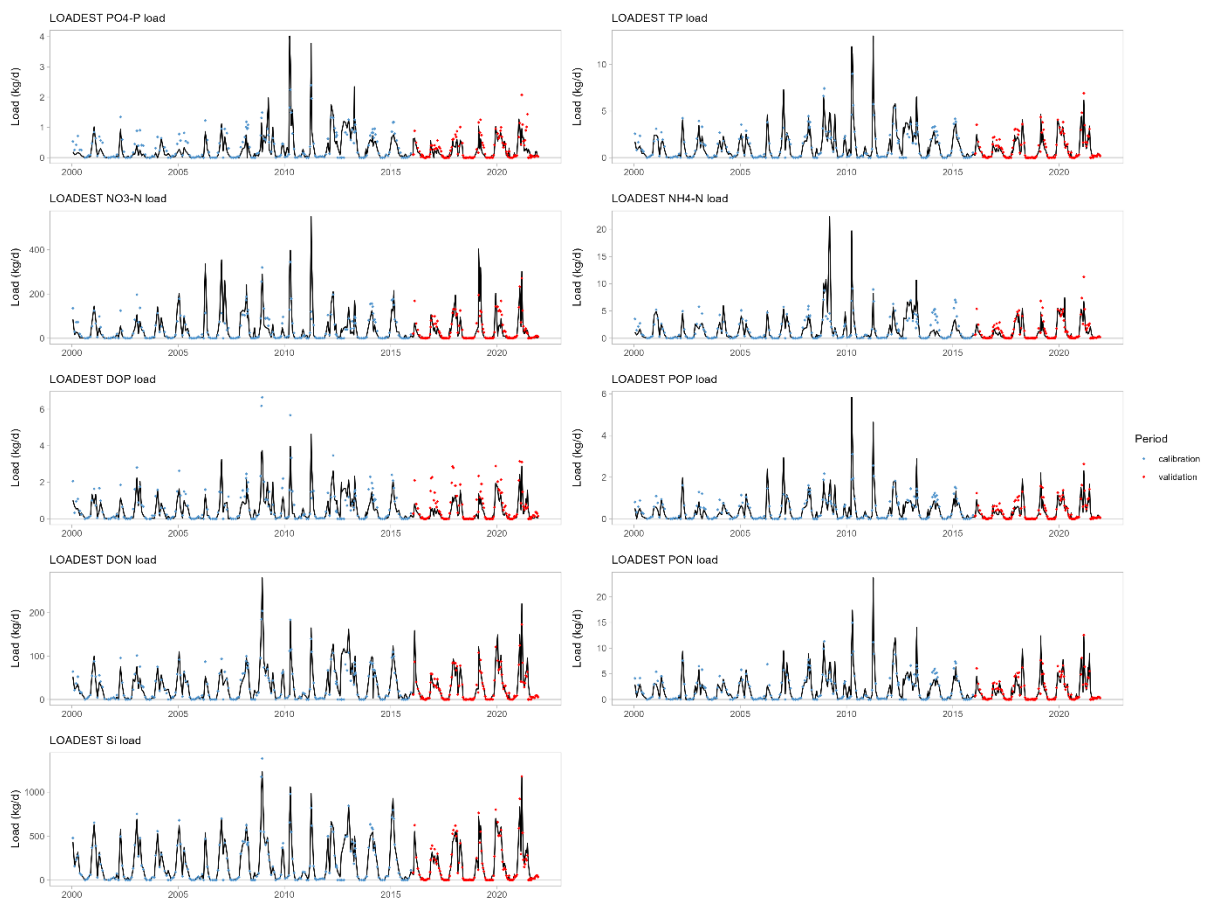 LOADEST PO4-P load
Load (kg/d)
4
3
2
1
0
2000 2005 2010 2015 2020
LOADEST TP load
Load (kg/d)
10
5
0
2000 2005 2010 2015 2020
LOADEST NO3-N load
Load (kg/d)
400
200
0
2000 2005 2010 2015 2020
LOADEST NH4-N load
Load (kg/d)
20
15
10
5
0
2000 2005 2010 2015 2020
LOADEST DOP load
Load (kg/d)
6
4
2
0
2000 2005 2010 2015 2020
LOADEST POP load
Load (kg/d)
6
4
2
0
2000 2005 2010 2015 2020
Period
calibration
validation
LOADEST DON load
Load (kg/d)
200
100
0
2000 2005 2010 2015 2020
LOADEST PON load
Load (kg/d)
20
15
10
5
0
2000 2005 2010 2015 2020
LOADEST Si load
Load (kg/d)
1000
500
0
2000 2005 2010 2015 2020